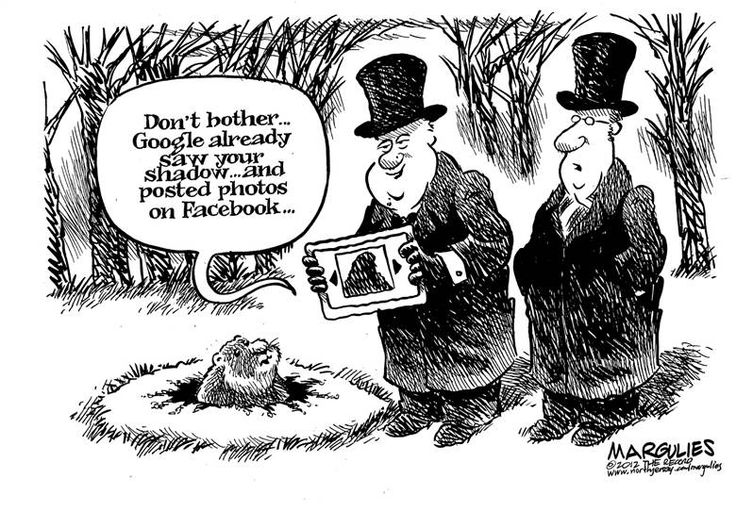 Don't bother...
Google already
saw your
shadow...and
posted photos
on Facebook...
MARGULIES
©2012 THE RECORD
www.northjersey.com/margulies